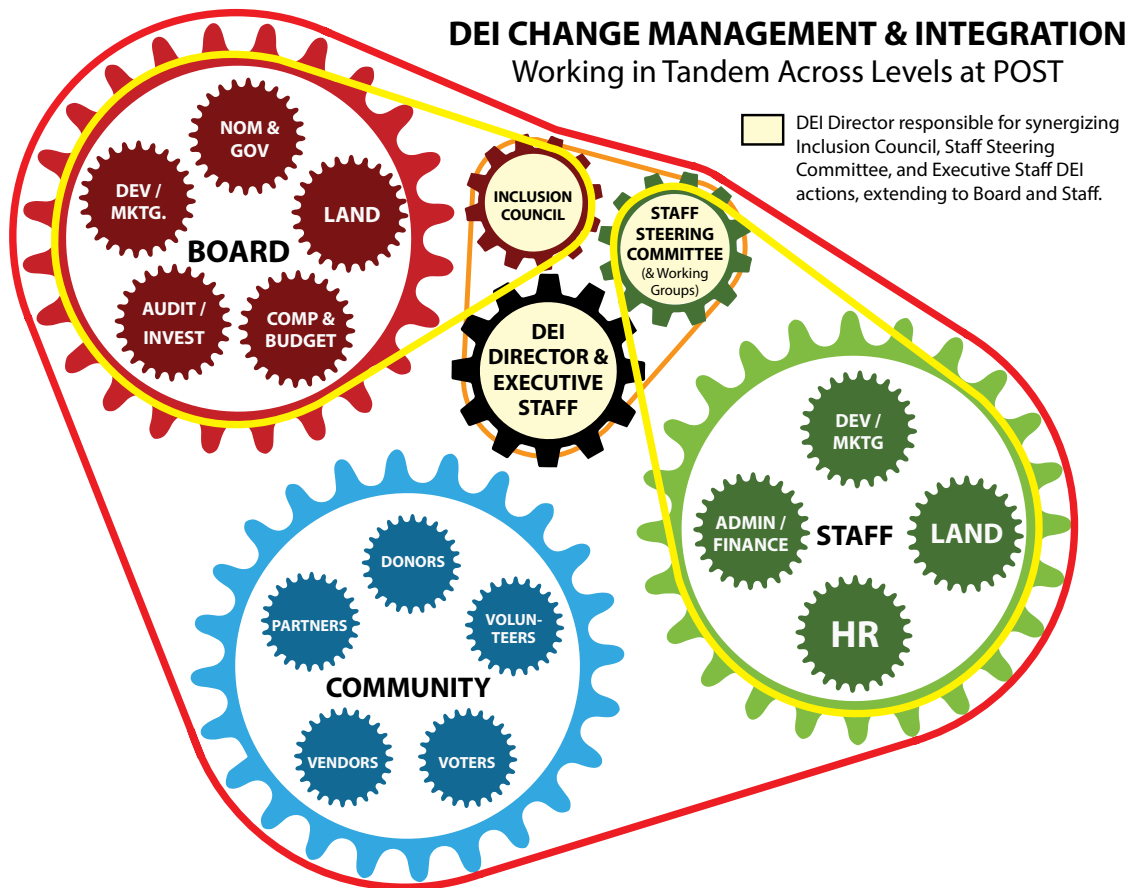 DEI CHANGE MANAGEMENT & INTEGRATION
Working in Tandem Across Levels at POST
DEI Director responsible for synergizing
Inclusion Council, Staff Steering
Committee, and Executive Staff DEI
actions, extending to Board and Staff.
NOM &
GOV
DEV /
MKTG.
LAND
BOARD
AUDIT /
INVEST
COMP &
BUDGET
INCLUSION
COUNCIL
STAFF
STEERING
COMMITTEE
(& Working
Groups)
DEI
DIRECTOR &
EXECUTIVE
STAFF
DEV /
MKTG
ADMIN /
FINANCE
STAFF
LAND
HR
DONORS
PARTNERS
VOLUN-
TEERS
COMMUNITY
VENDORS
VOTERS